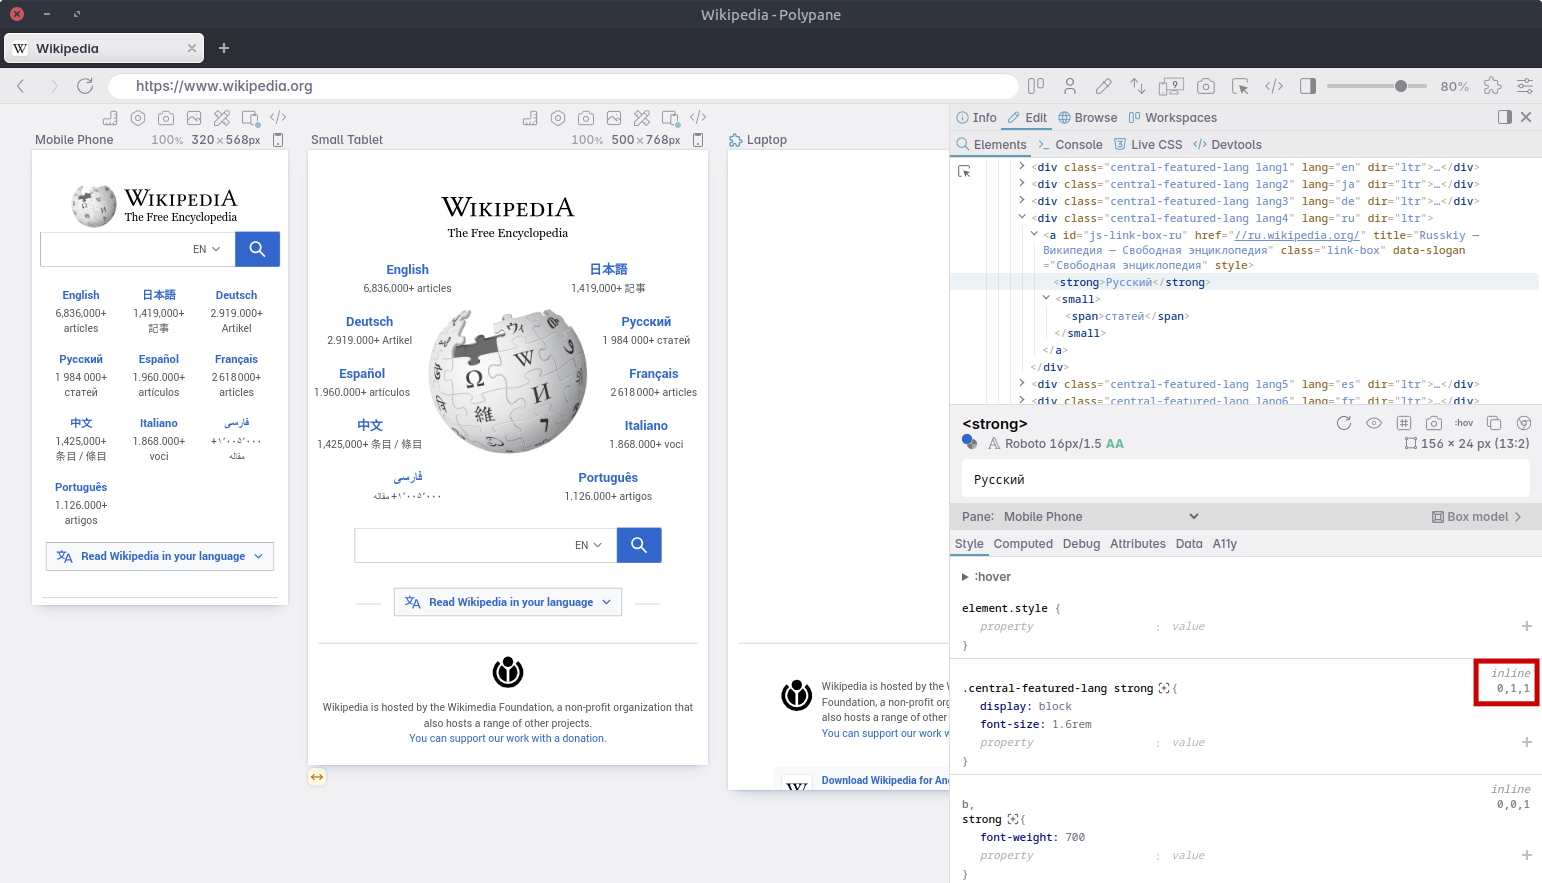 Wikipedia - Polypane
W Wikipedia
https://www.wikipedia.org
9
80%
Mobile Phone 100% 320×568px
WIKIPEDIA
The Free Encyclopedia
EN
English
6,836,000+
articles
日本語
1,419,000+
記事
Deutsch
2.919.000+
Artikel
Русский
1 984 000+
статей
Español
1.960.000+
artículos
Français
2 618 000+
articles
中文
1,425,000+
条目 / 條目
Italiano
1.868.000+
voci
فارسی
۱٬۰۰۵٬۰۰۰+
مقاله
Português
1.126.000+
artigos
Read Wikipedia in your language
Small Tablet 100% 500×768px
WIKIPEDIA
The Free Encyclopedia
English
6,836,000+ articles
日本語
1,419,000+ 記事
Deutsch
2.919.000+ Artikel
Русский
1 984 000+ статей
Español
1.960.000+ artículos
Français
2 618 000+ articles
中文
1,425,000+ 条目 / 條目
Italiano
1.868.000+ voci
فارسی
۱٬۰۰۵٬۰۰۰+ مقاله
Português
1.126.000+ artigos
EN
Read Wikipedia in your language
Wikipedia is hosted by the Wikimedia Foundation, a non-profit organization that
also hosts a range of other projects.
You can support our work with a donation.
Laptop
Wikipedia is hosted by the W
Foundation, a non-profit org
also hosts a range of other
You can support our work w
W
Download Wikipedia for An
Info Edit Browse Workspaces
Elements Console Live CSS Devtools
<div class="central-featured-lang lang1" lang="en" dir="ltr">…</div>
<div class="central-featured-lang lang2" lang="ja" dir="ltr">…</div>
<div class="central-featured-lang lang3" lang="de" dir="ltr">…</div>
<div class="central-featured-lang lang4" lang="ru" dir="ltr">
<a id="js-link-box-ru" href="//ru.wikipedia.org/" title="Russkiy —
Википедия — Свободная энциклопедия" class="link-box" data-slogan
="Свободная энциклопедия" style>
<strong>Русский</strong>
<small>
<span>статей</span>
</small>
</a>
</div>
<div class="central-featured-lang lang5" lang="es" dir="ltr">…</div>
<div class="central-featured-lang lang6" lang="fr" dir="ltr">…</div>
<strong>
:hov
Roboto 16px/1.5 AA
156 × 24 px (13:2)
Русский
Pane: Mobile Phone
Box model
Style Computed Debug Attributes Data A11y
:hover
element.style {
property : value +
}
inline
0,1,1
.central-featured-lang strong {
display: block
font-size: 1.6rem
property : value +
}
inline
0,0,1
b,
strong {
font-weight: 700
property : value +
}